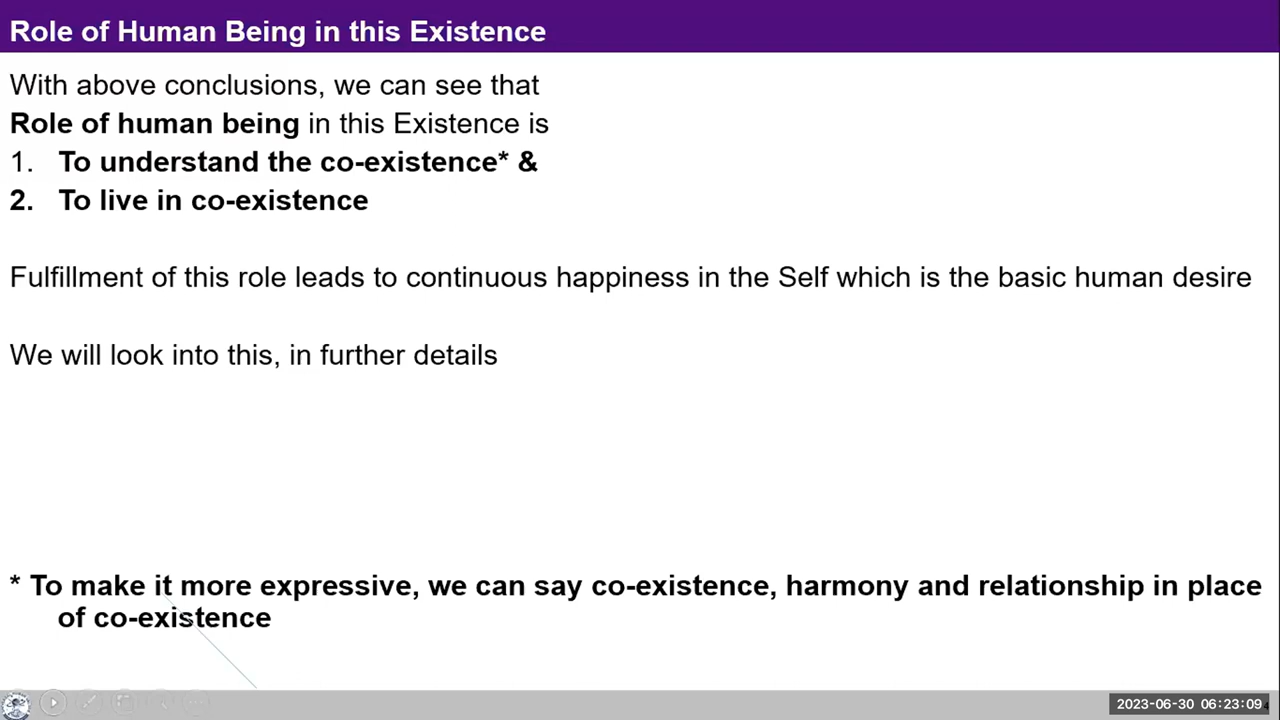 Role of Human Being in this Existence
With above conclusions, we can see that
Role of human being in this Existence is
1. To understand the co-existence* &
2. To live in co-existence
Fulfillment of this role leads to continuous happiness in the Self which is the basic human desire
We will look into this, in further details
* To make it more expressive, we can say co-existence, harmony and relationship in place
of co-existence
2023-06-30 06:23:09